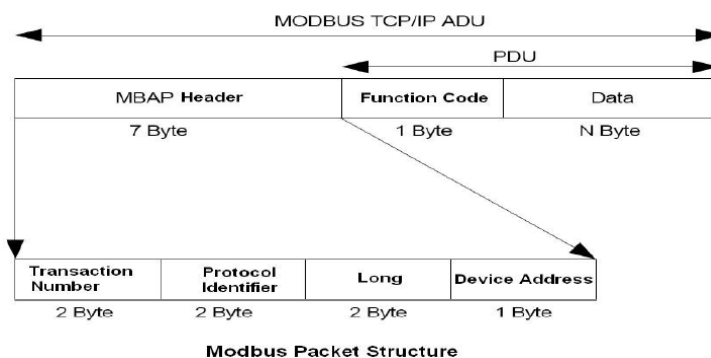 MODBUS TCP/IP ADU
PDU
MBAP Header Function Code Data
7 Byte 1 Byte N Byte
Transaction Number Protocol Identifier Long Device Address
2 Byte 2 Byte 2 Byte 1 Byte
Modbus Packet Structure